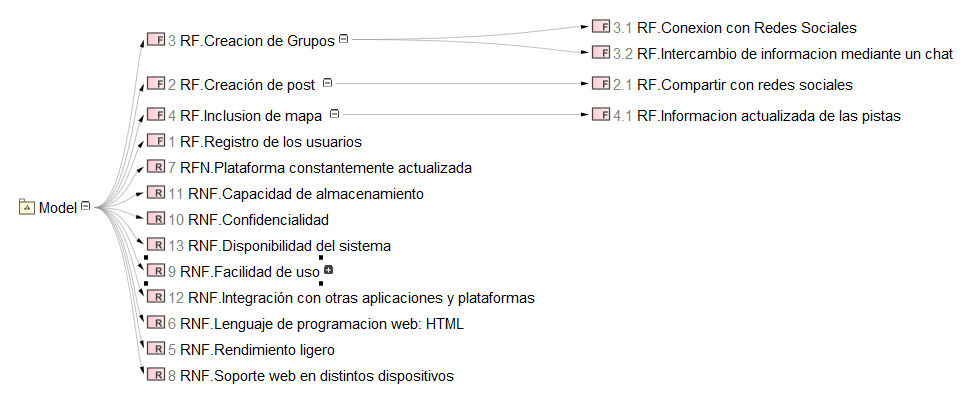 3 RF.Creacion de Grupos
3.1 RF.Conexion con Redes Sociales
3.2 RF.Intercambio de informacion mediante un chat
2 RF.Creación de post
2.1 RF.Compartir con redes sociales
4 RF.Inclusion de mapa
4.1 RF.Informacion actualizada de las pistas
1 RF.Registro de los usuarios
7 RFN.Plataforma constantemente actualizada
11 RNF.Capacidad de almacenamiento
Model
10 RNF.Confidencialidad
13 RNF.Disponibilidad del sistema
9 RNF.Facilidad de uso
12 RNF.Integración con otras aplicaciones y plataformas
6 RNF.Lenguaje de programacion web: HTML
5 RNF.Rendimiento ligero
8 RNF.Soporte web en distintos dispositivos